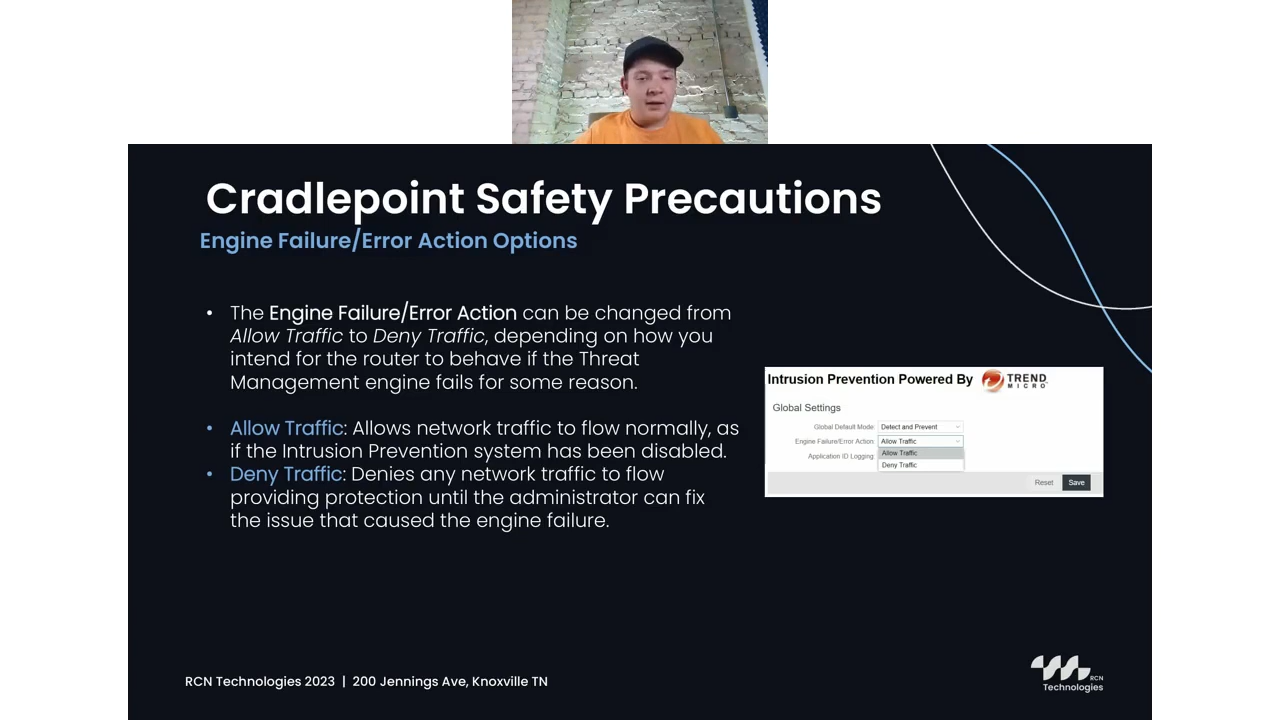 Cradlepoint Safety Precautions
Engine Failure/Error Action Options
• The Engine Failure/Error Action can be changed from
Allow Traffic to Deny Traffic, depending on how you
intend for the router to behave if the Threat
Management engine fails for some reason.
• Allow Traffic: Allows network traffic to flow normally, as
if the Intrusion Prevention system has been disabled.
• Deny Traffic: Denies any network traffic to flow
providing protection until the administrator can fix
the issue that caused the engine failure.
Intrusion Prevention Powered By TREND MICRO
Global Settings
Global Default Mode: Detect and Prevent
Engine Failure/Error Action: Allow Traffic
Allow Traffic
Application ID Logging:
Deny Traffic
Reset Save
RCN Technologies 2023 | 200 Jennings Ave, Knoxville TN
RCN
Technologies